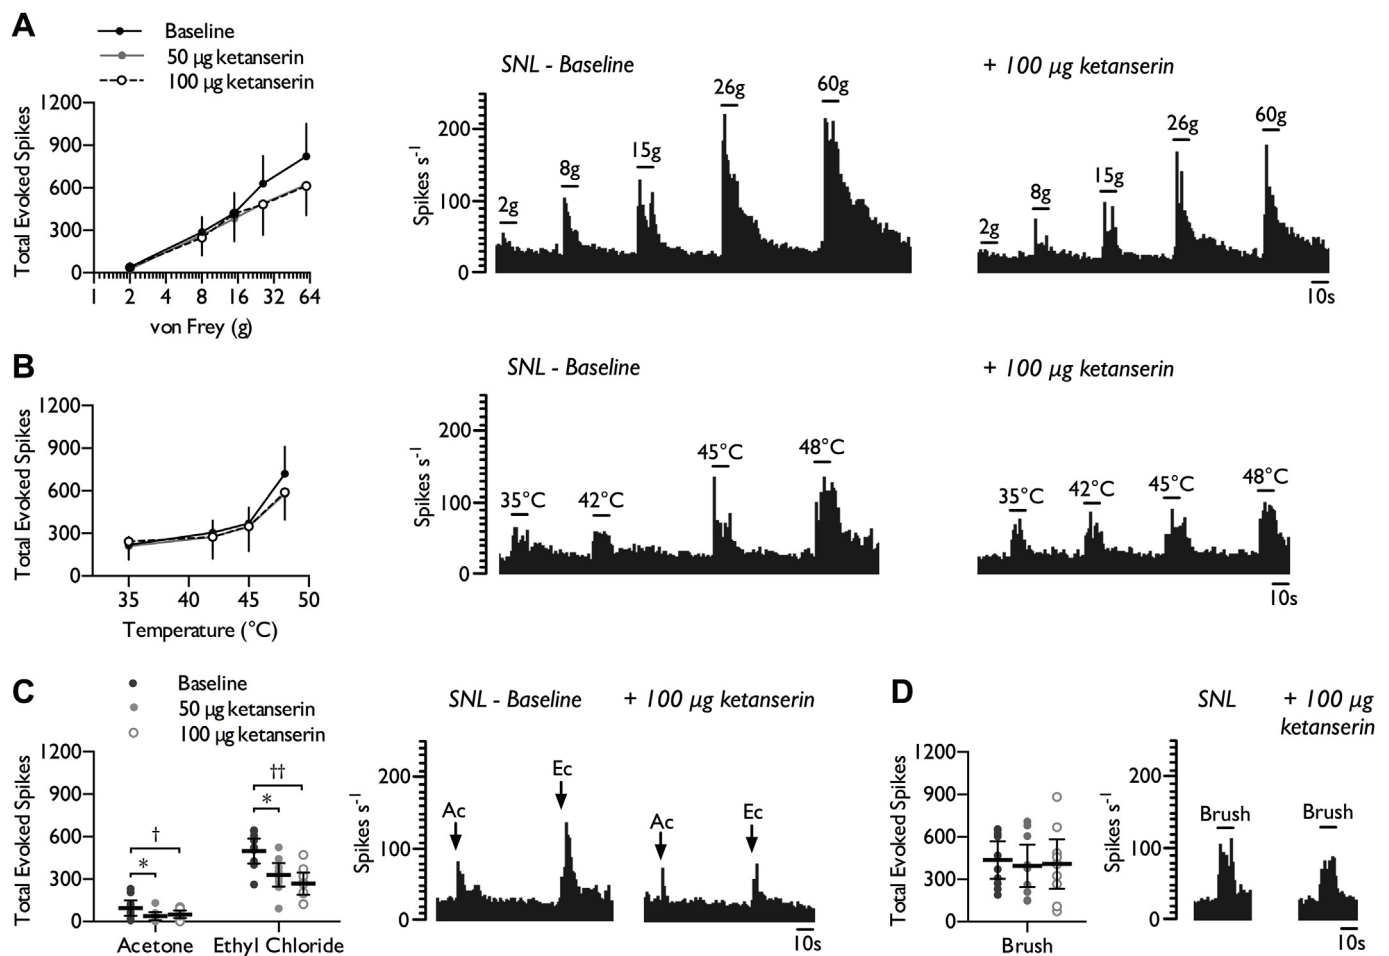 A
Baseline
50 µg ketanserin
100 µg ketanserin
Total Evoked Spikes
1200
900
600
300
0
1 2 4 8 16 32 64
von Frey (g)
SNL - Baseline
+ 100 µg ketanserin
Spikes s-1
200
100
0
2g 8g 15g 26g 60g
2g 8g 15g 26g 60g
10s
B
Total Evoked Spikes
1200
900
600
300
0
35 40 45 50
Temperature (°C)
SNL - Baseline
+ 100 µg ketanserin
Spikes s-1
200
100
0
35°C 42°C 45°C 48°C
35°C 42°C 45°C 48°C
10s
C
Baseline
50 µg ketanserin
100 µg ketanserin
Total Evoked Spikes
1200
900
600
300
0
† * †† *
Acetone Ethyl Chloride
SNL - Baseline + 100 µg ketanserin
Spikes s-1
200
100
0
Ac Ec Ac Ec
10s
D
Total Evoked Spikes
1200
900
600
300
0
Brush
SNL + 100 µg
ketanserin
Spikes s-1
200
100
0
Brush Brush
10s